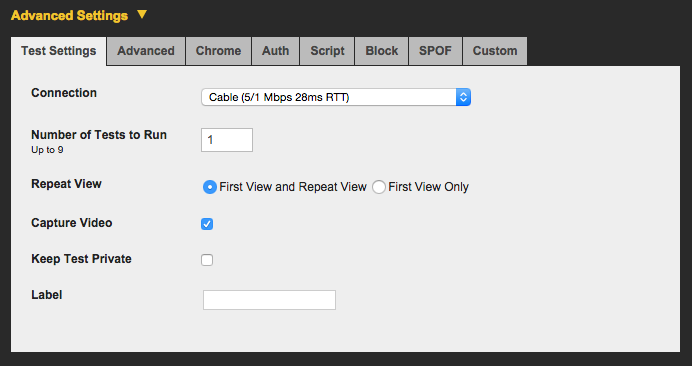 Advanced Settings ▼
Test Settings Advanced Chrome Auth Script Block SPOF Custom
Connection Cable (5/1 Mbps 28ms RTT)
Number of Tests to Run 1
Up to 9
Repeat View First View and Repeat View First View Only
Capture Video
Keep Test Private
Label